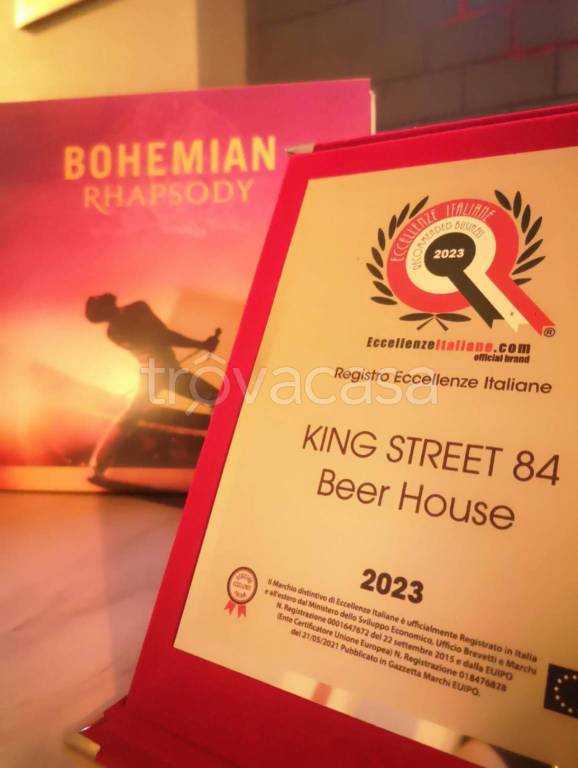 BOHEMIAN
RHAPSODY
ECCELLENZE ITALIANE
RECOMMENDED BUSINESS
2023
®
EccellenzeItaliane.com
official brand
Registro Eccellenze Italiane
trovacasa
KING STREET 84
Beer House
2023
Il Marchio distintivo di Eccellenze Italiane è ufficialmente Registrato in Italia
e all'estero dal Ministero dello Sviluppo Economico, Ufficio Brevetti e Marchi
N. Registrazione 0001647672 del 22 settembre 2015 e dalla EUIPO
(Ente Certificatore Unione Europea) N. Registrazione 018476828
del 21/05/2021 Pubblicato in Gazzetta Marchi EUIPO.